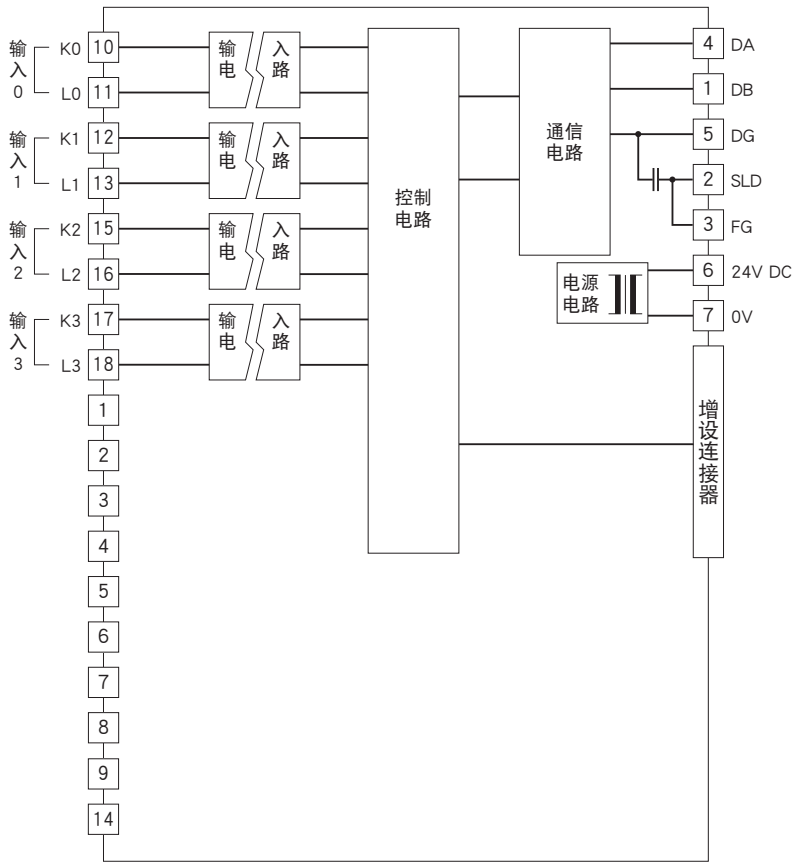 输入0
K0 10
L0 11
输入电路
输入1
K1 12
L1 13
输入电路
输入2
K2 15
L2 16
输入电路
输入3
K3 17
L3 18
输入电路
1
2
3
4
5
6
7
8
9
14
控制
电路
通信
电路
电源
电路
4 DA
1 DB
5 DG
2 SLD
3 FG
6 24V DC
7 0V
增设连接器